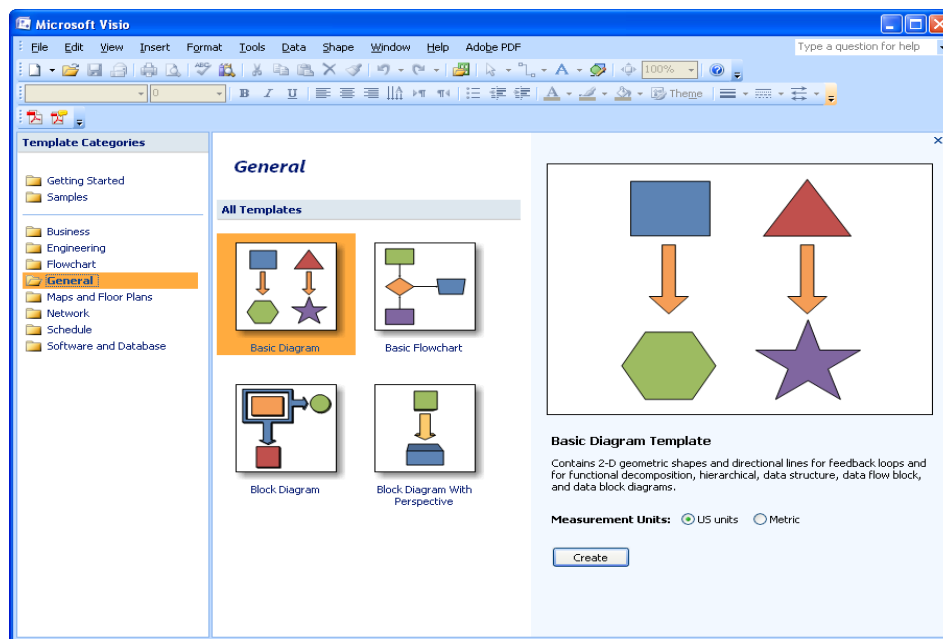 Microsoft Visio
File Edit View Insert Format Tools Data Shape Window Help Adobe PDF Type a question for help
100%
0 B I U A Theme
Template Categories
Getting Started
Samples
Business
Engineering
Flowchart
General
Maps and Floor Plans
Network
Schedule
Software and Database
General
All Templates
Basic Diagram Basic Flowchart
Block Diagram Block Diagram With
Perspective
Basic Diagram Template
Contains 2-D geometric shapes and directional lines for feedback loops and
for functional decomposition, hierarchical, data structure, data flow block,
and data block diagrams.
Measurement Units: US units Metric
Create